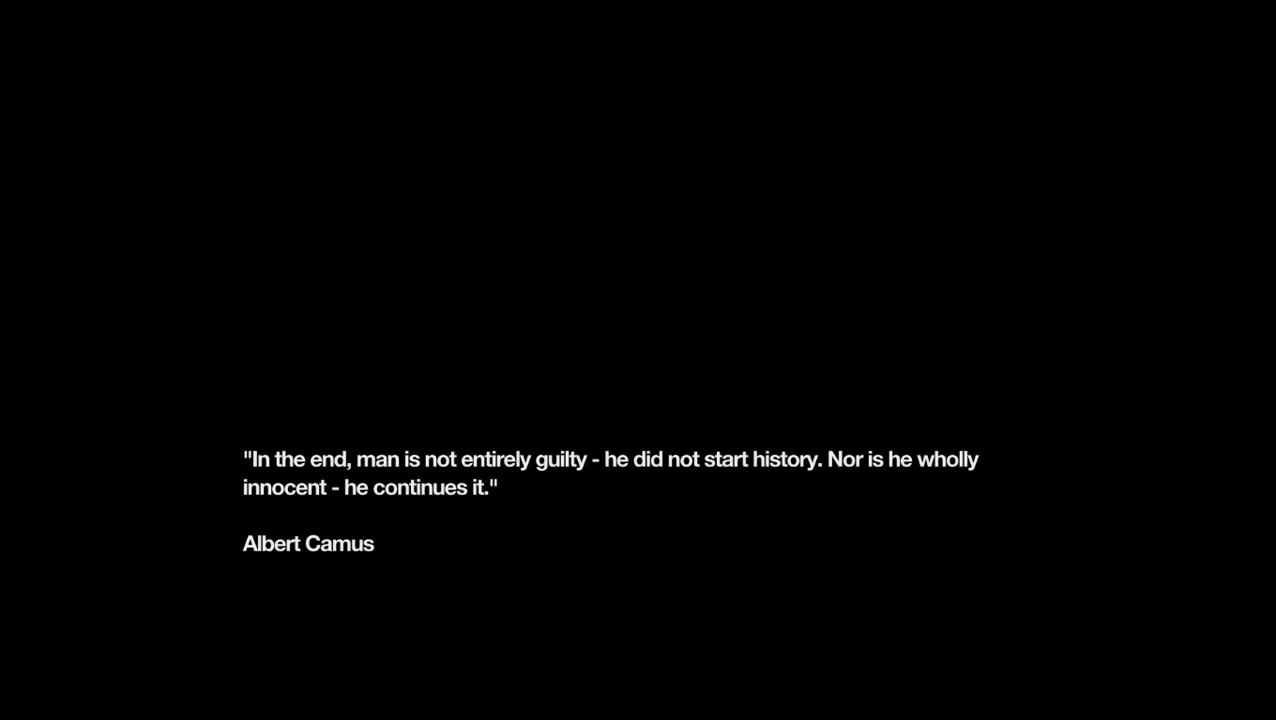 "In the end, man is not entirely guilty - he did not start history. Nor is he wholly
innocent - he continues it."
Albert Camus